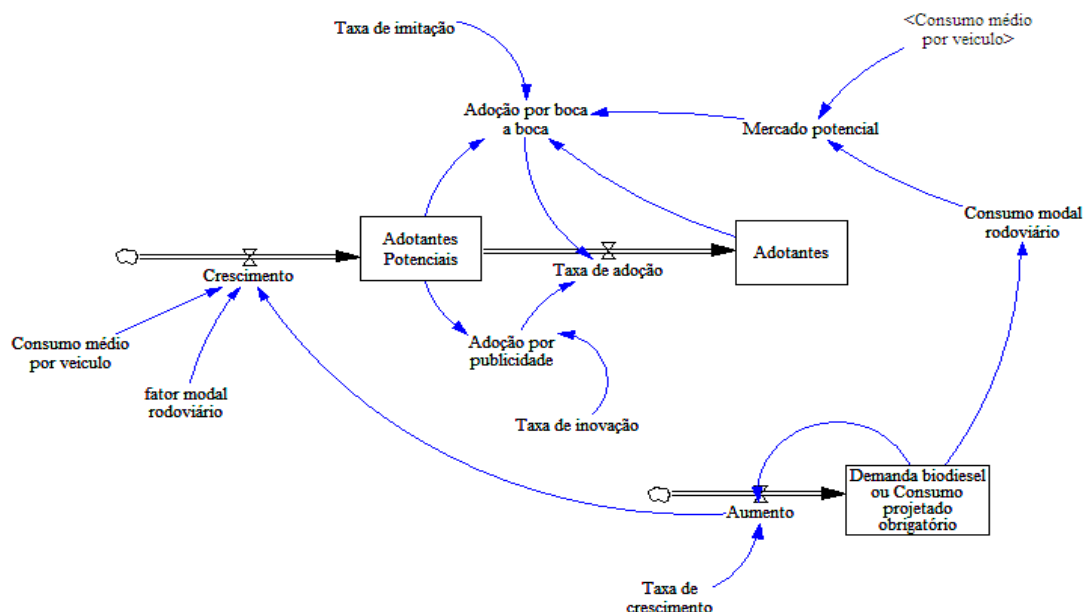 Taxa de imitação
<Consumo médio
por veiculo>
Adoção por boca
a boca
Mercado potencial
Consumo modal
rodoviário
Adotantes
Potenciais
Adotantes
Crescimento
Taxa de adoção
Consumo médio
por veiculo
Adoção por
publicidade
fator modal
rodoviário
Taxa de inovação
Demanda biodiesel
ou Consumo
projetado
obrigatório
Aumento
Taxa de
crescimento